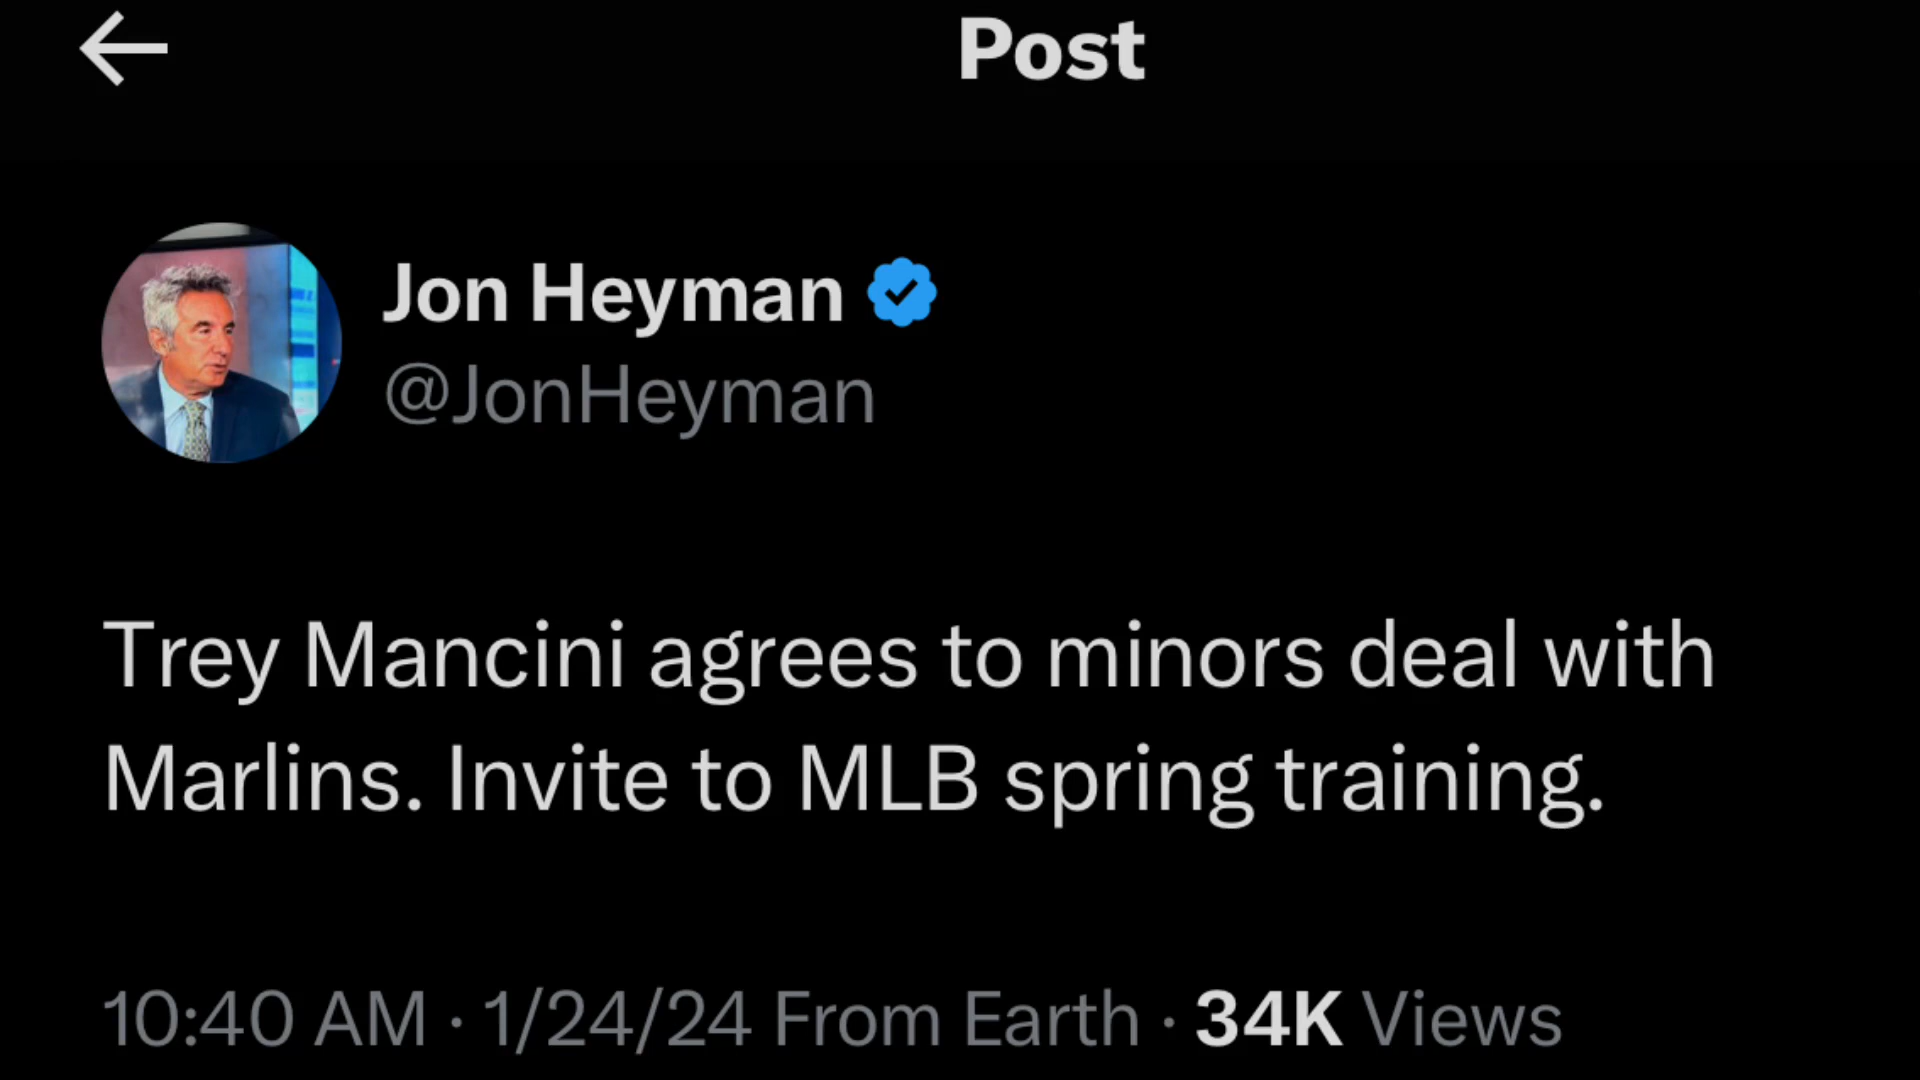 Post
Jon Heyman
@JonHeyman
Trey Mancini agrees to minors deal with
Marlins. Invite to MLB spring training.
10:40 AM · 1/24/24 From Earth · 34K Views